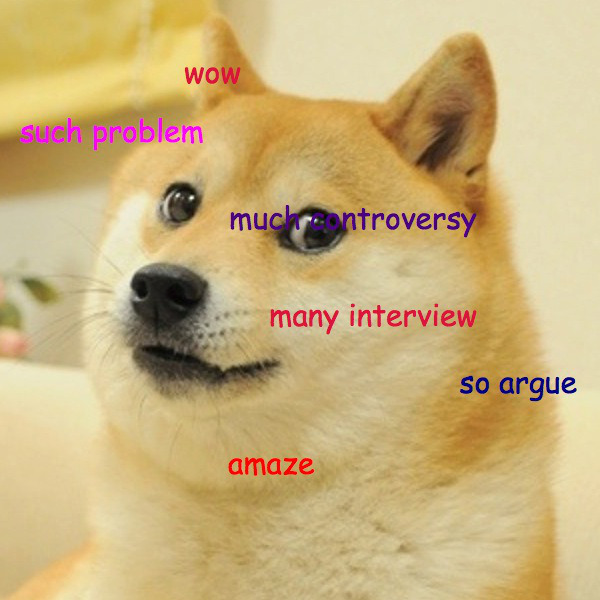 wow
such problem
much controversy
many interview
so argue
amaze